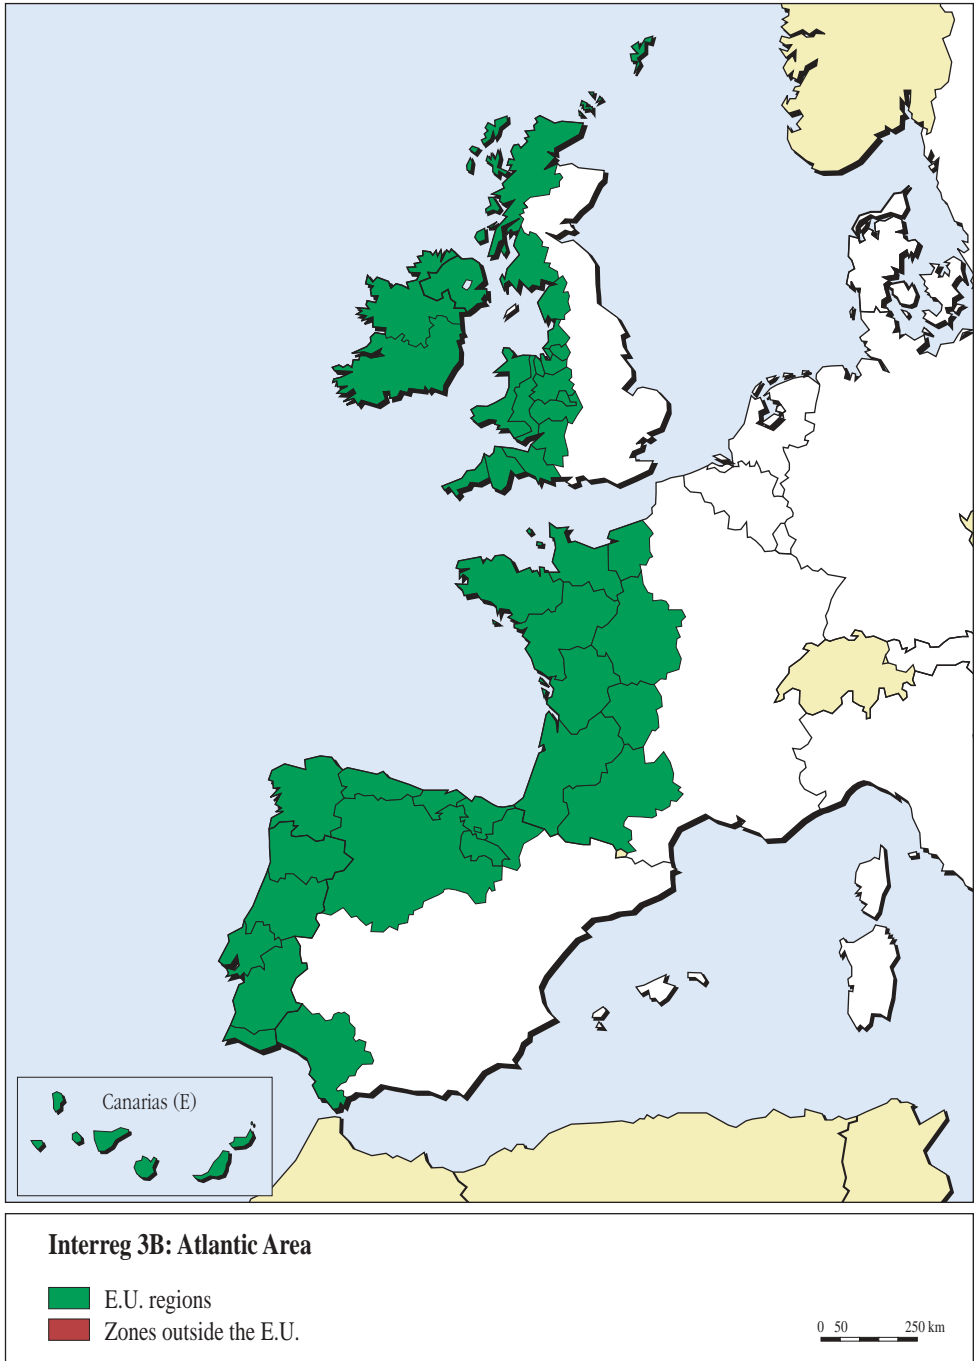 Canarias (E)
Interreg 3B: Atlantic Area
E.U. regions
Zones outside the E.U.
0 50 250 km